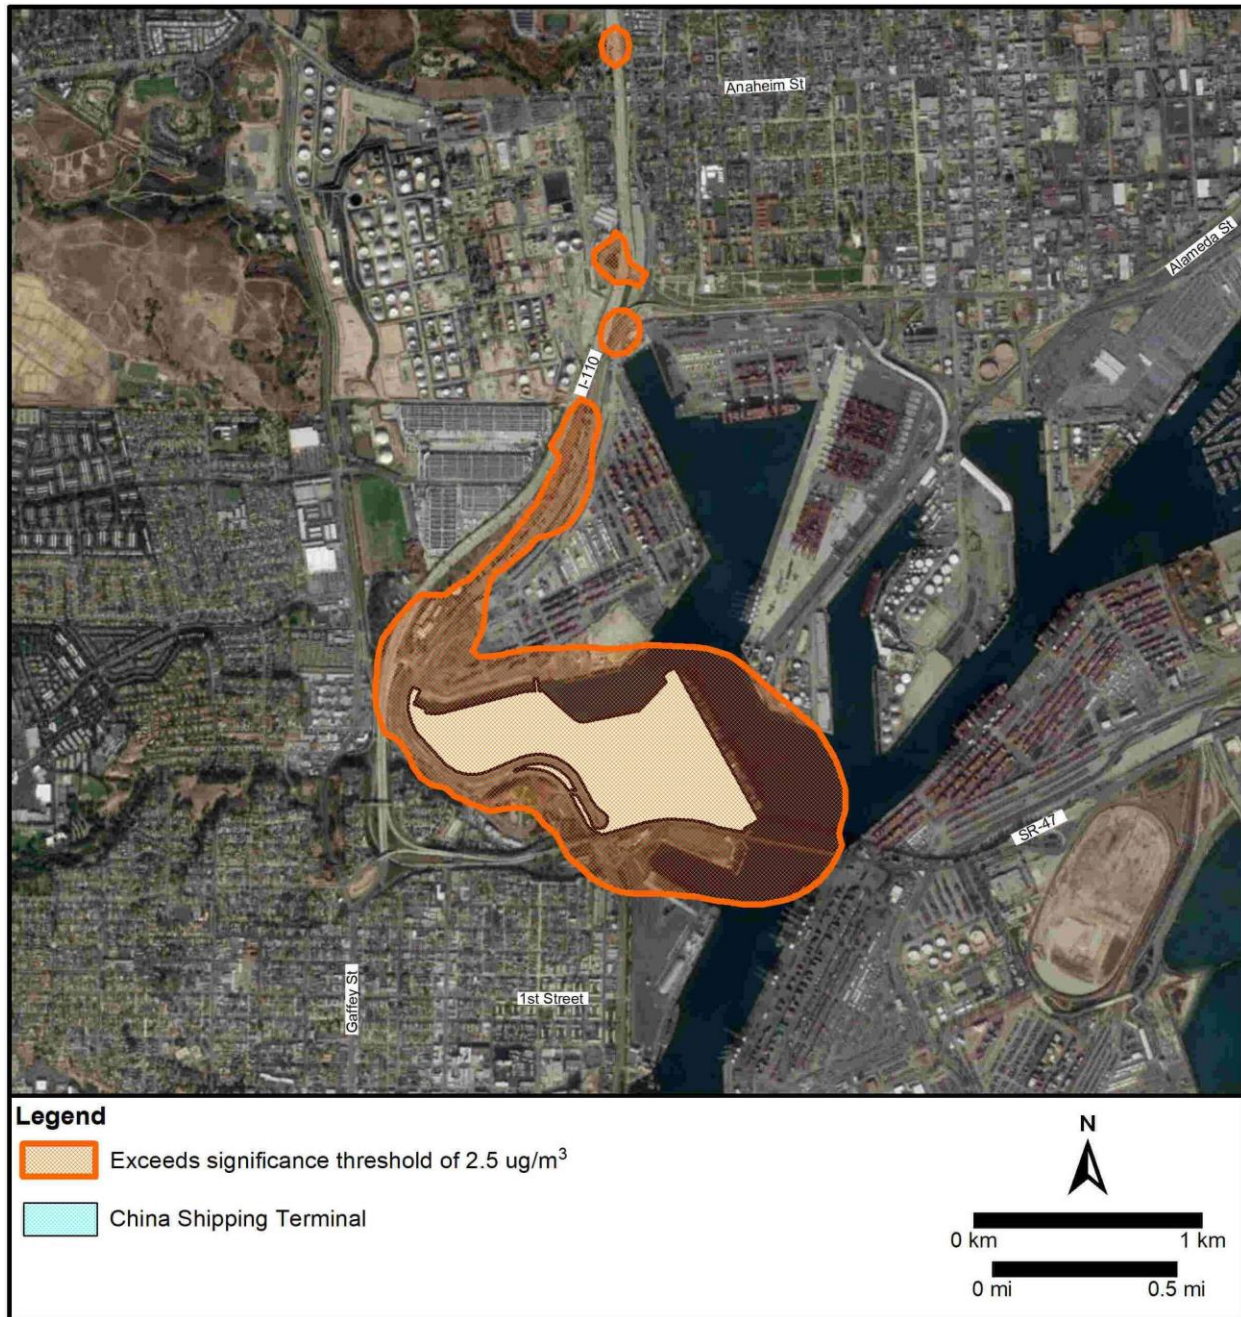 Anaheim St
Alameda St
I-110
SR-47
Gaffey St
1st Street
Legend
Exceeds significance threshold of 2.5 ug/m³
China Shipping Terminal
N
0 km 1 km
0 mi 0.5 mi